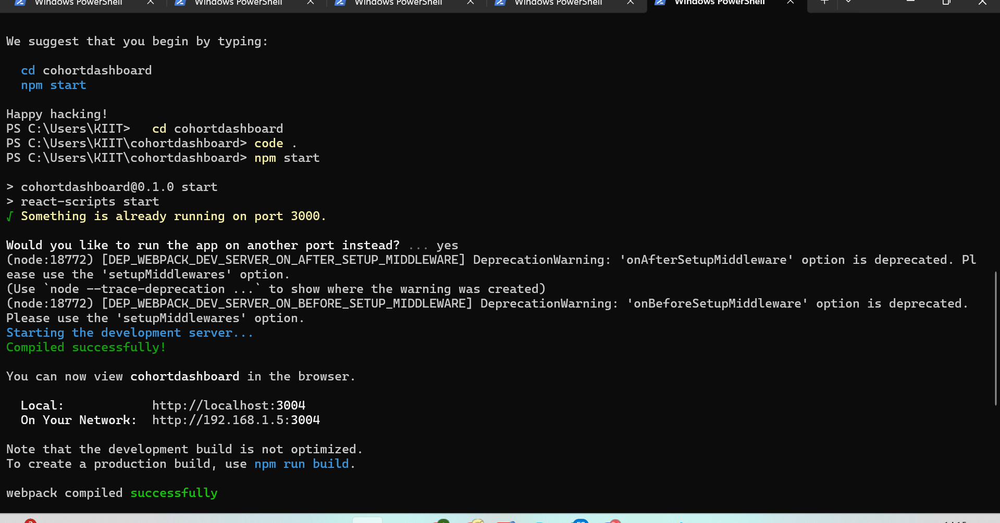 Windows PowerShell
Windows PowerShell
Windows PowerShell
Windows PowerShell
Windows PowerShell
We suggest that you begin by typing:
cd cohortdashboard
npm start
Happy hacking!
PS C:\Users\KIIT>   cd cohortdashboard
PS C:\Users\KIIT\cohortdashboard> code .
PS C:\Users\KIIT\cohortdashboard> npm start
> cohortdashboard@0.1.0 start
> react-scripts start
√ Something is already running on port 3000.
Would you like to run the app on another port instead? ... yes
(node:18772) [DEP_WEBPACK_DEV_SERVER_ON_AFTER_SETUP_MIDDLEWARE] DeprecationWarning: 'onAfterSetupMiddleware' option is deprecated. Pl
ease use the 'setupMiddlewares' option.
(Use `node --trace-deprecation ...` to show where the warning was created)
(node:18772) [DEP_WEBPACK_DEV_SERVER_ON_BEFORE_SETUP_MIDDLEWARE] DeprecationWarning: 'onBeforeSetupMiddleware' option is deprecated.
Please use the 'setupMiddlewares' option.
Starting the development server...
Compiled successfully!
You can now view cohortdashboard in the browser.
Local:            http://localhost:3004
On Your Network:  http://192.168.1.5:3004
Note that the development build is not optimized.
To create a production build, use npm run build.
webpack compiled successfully